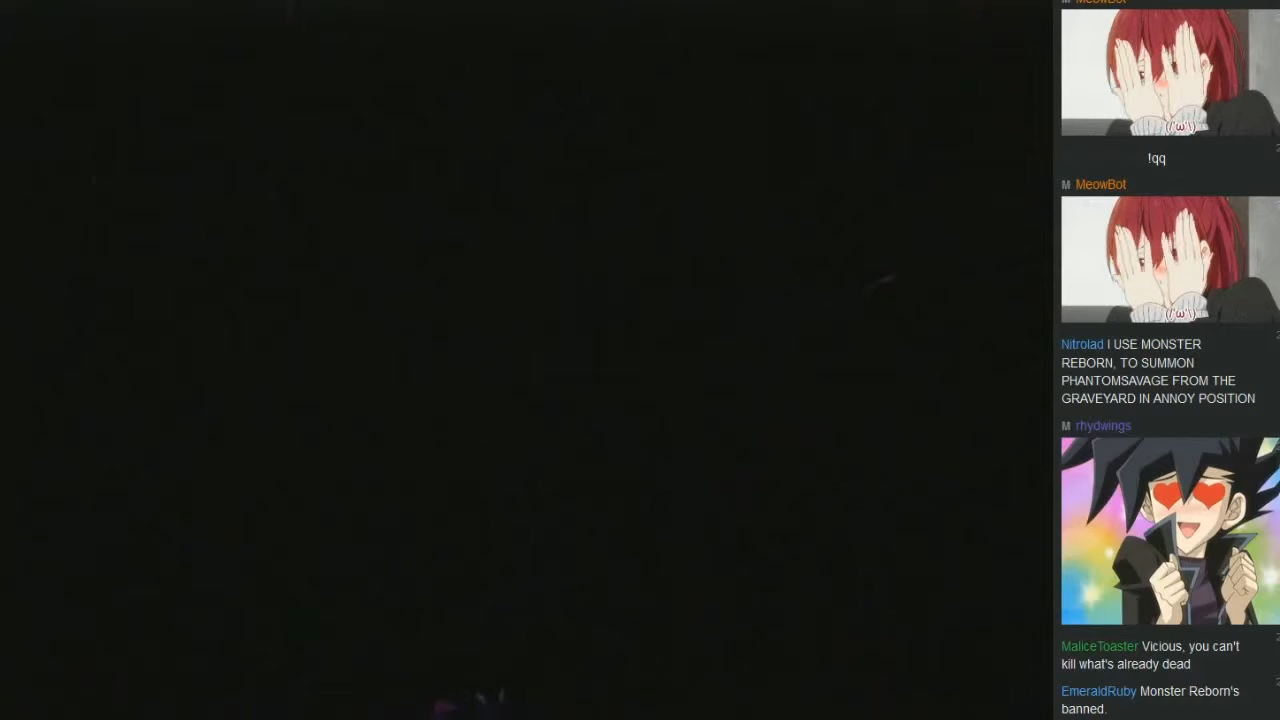 M MeowBot
(/'ω'\)
!qq
M MeowBot
(/'ω'\)
Nitrolad I USE MONSTER
REBORN, TO SUMMON
PHANTOMSAVAGE FROM THE
GRAVEYARD IN ANNOY POSITION
M rhydwings
MaliceToaster Vicious, you can't
kill what's already dead
EmeraldRuby Monster Reborn's
banned.